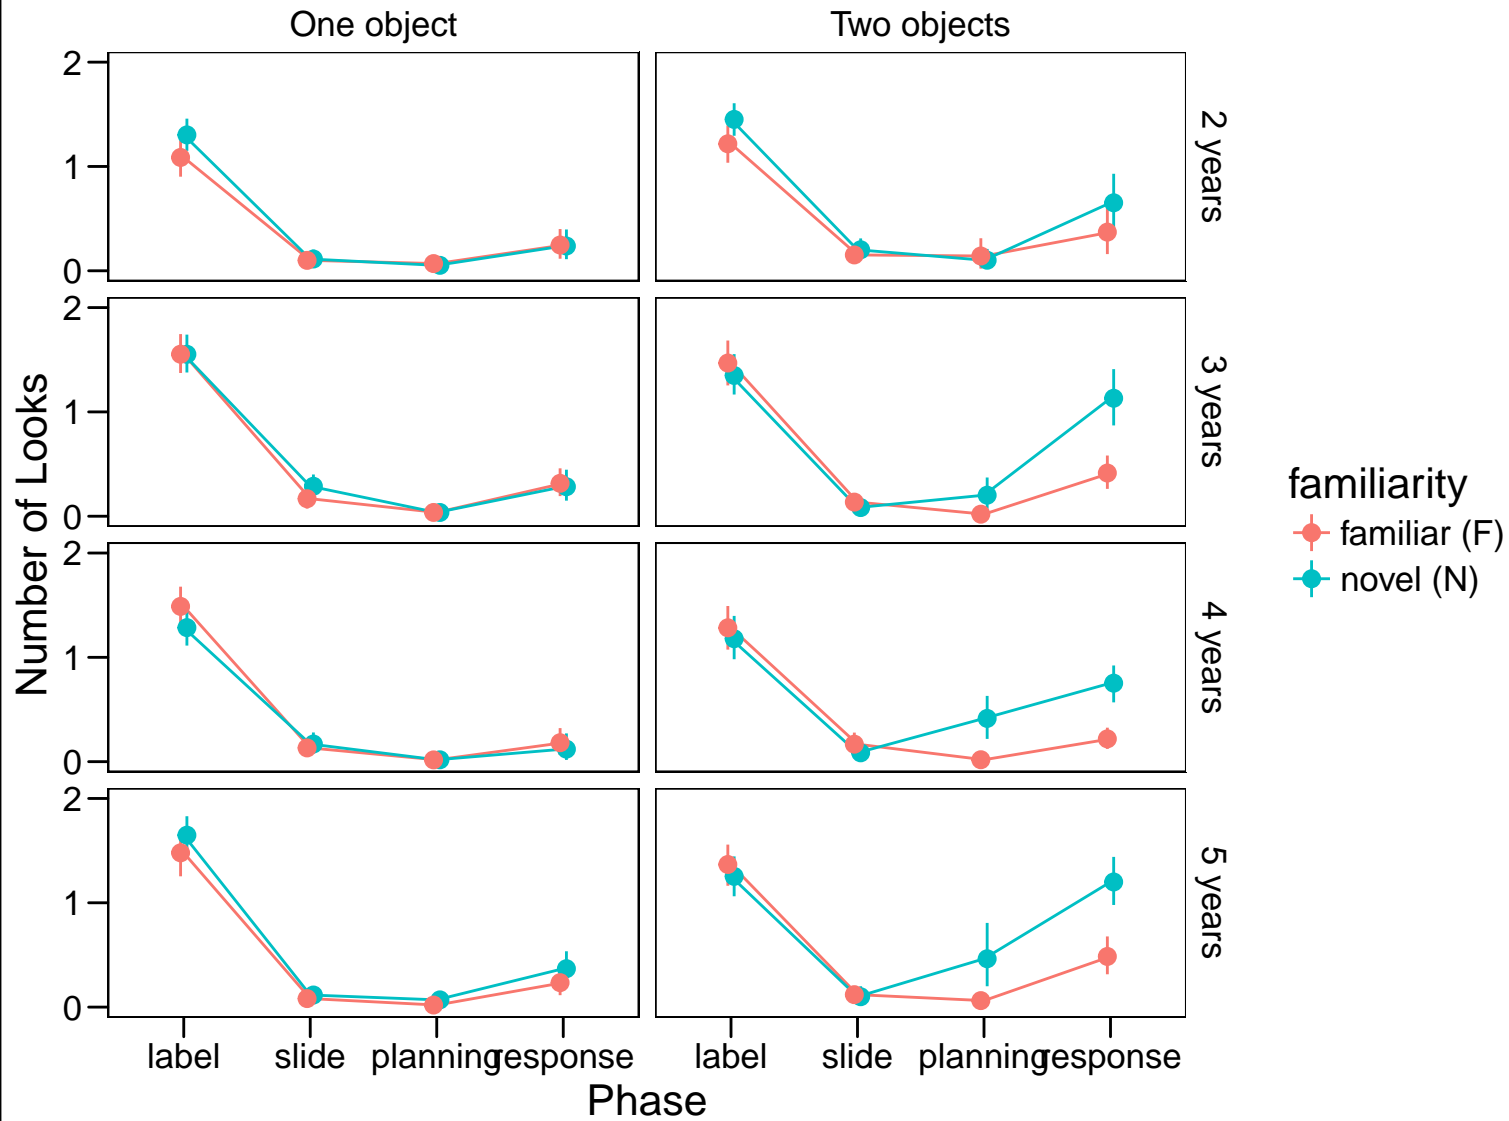 One object
Two objects
2
1
0
2 years
2
1
0
3 years
2
1
0
4 years
2
1
0
5 years
Number of Looks
label slide planning response
label slide planning response
Phase
familiarity
familiar (F)
novel (N)